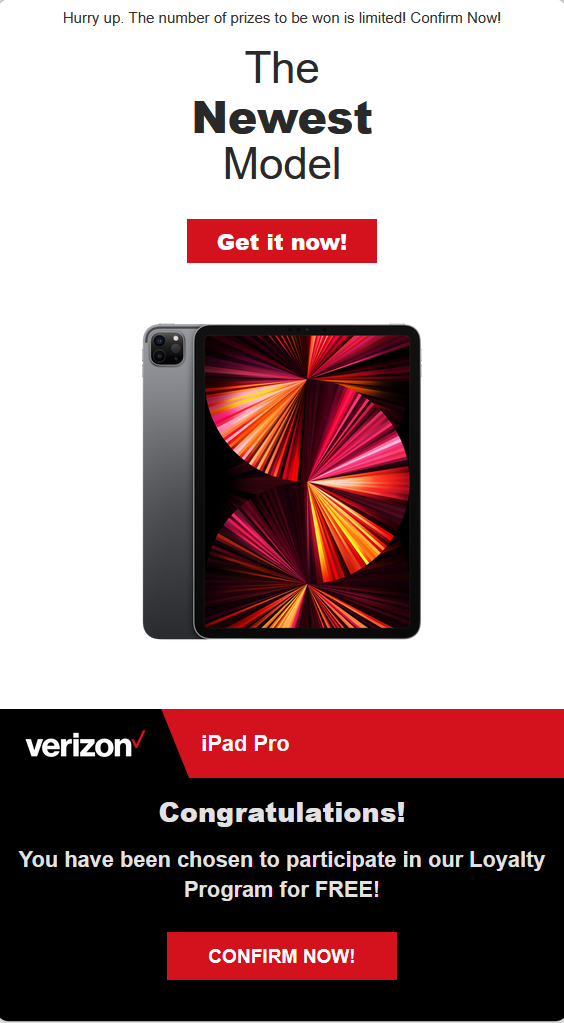 Hurry up. The number of prizes to be won is limited! Confirm Now!
The
Newest
Model
Get it now!
verizon✓
iPad Pro
Congratulations!
You have been chosen to participate in our Loyalty
Program for FREE!
CONFIRM NOW!